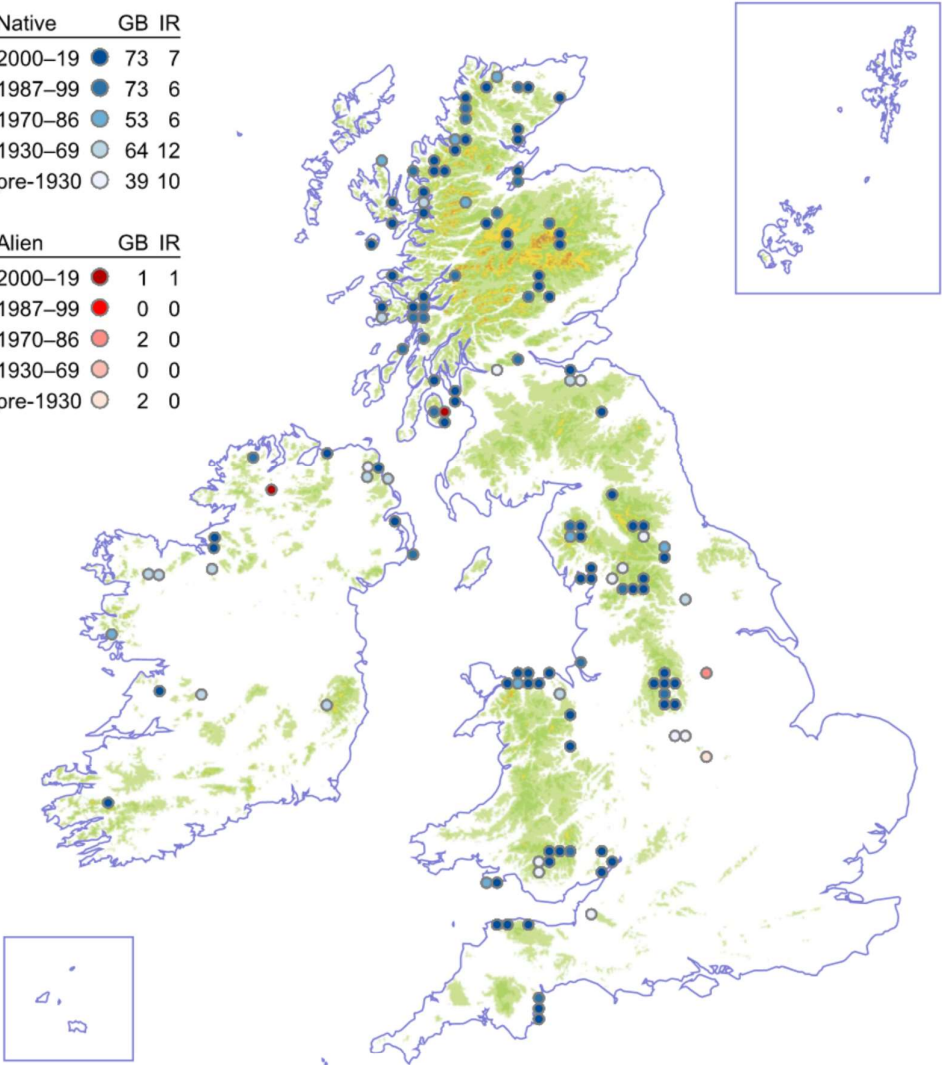 Native GB IR
2000–19 73 7
1987–99 73 6
1970–86 53 6
1930–69 64 12
pre-1930 39 10
Alien GB IR
2000–19 1 1
1987–99 0 0
1970–86 2 0
1930–69 0 0
pre-1930 2 0